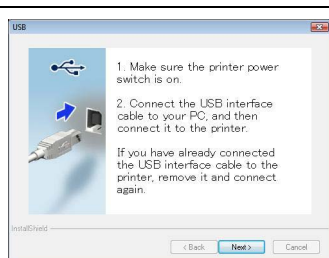 USB
1. Make sure the printer power
switch is on.
2. Connect the USB interface
cable to your PC, and then
connect it to the printer.
If you have already connected
the USB interface cable to the
printer, remove it and connect
again.
InstallShield
< Back
Next >
Cancel